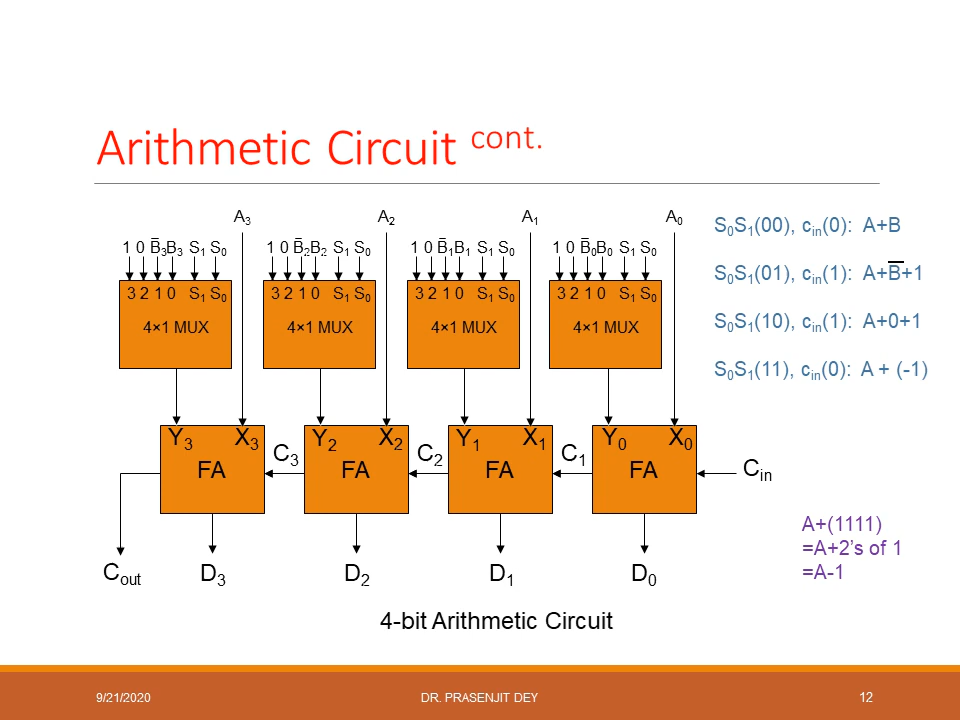 Arithmetic Circuit cont.
A₃ A₂ A₁ A₀
1 0 B̅₃B₃ S₁ S₀ 1 0 B̅₂B₂ S₁ S₀ 1 0 B̅₁B₁ S₁ S₀ 1 0 B̅₀B₀ S₁ S₀
3 2 1 0 S₁ S₀ 3 2 1 0 S₁ S₀ 3 2 1 0 S₁ S₀ 3 2 1 0 S₁ S₀
4×1 MUX 4×1 MUX 4×1 MUX 4×1 MUX
S₀S₁(00), cᵢₙ(0): A+B
S₀S₁(01), cᵢₙ(1): A+B̅+1
S₀S₁(10), cᵢₙ(1): A+0+1
S₀S₁(11), cᵢₙ(0): A + (-1)
Y₃ X₃ Y₂ X₂ Y₁ X₁ Y₀ X₀
C₃ C₂ C₁
FA FA FA FA Cᵢₙ
A+(1111)
=A+2’s of 1
=A-1
Cout D₃ D₂ D₁ D₀
4-bit Arithmetic Circuit
9/21/2020 DR. PRASENJIT DEY 12